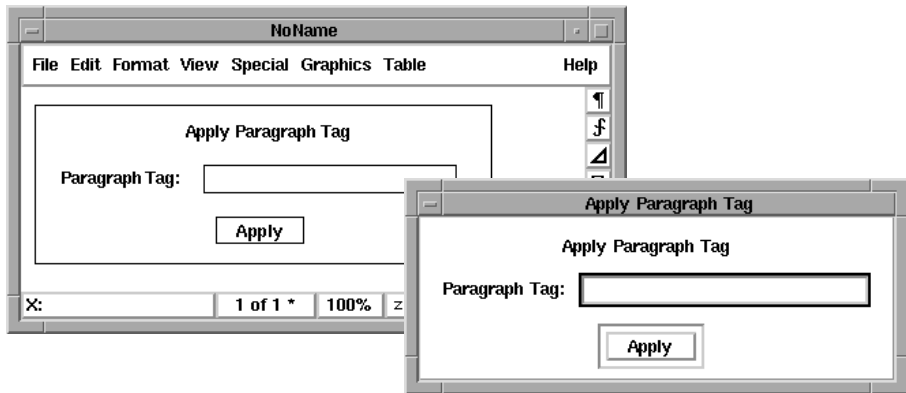 NoName
File Edit Format View Special Graphics Table Help
¶
Apply Paragraph Tag
Paragraph Tag:
Apply
X: 1 of 1 * 100% z
Apply Paragraph Tag
Apply Paragraph Tag
Paragraph Tag:
Apply